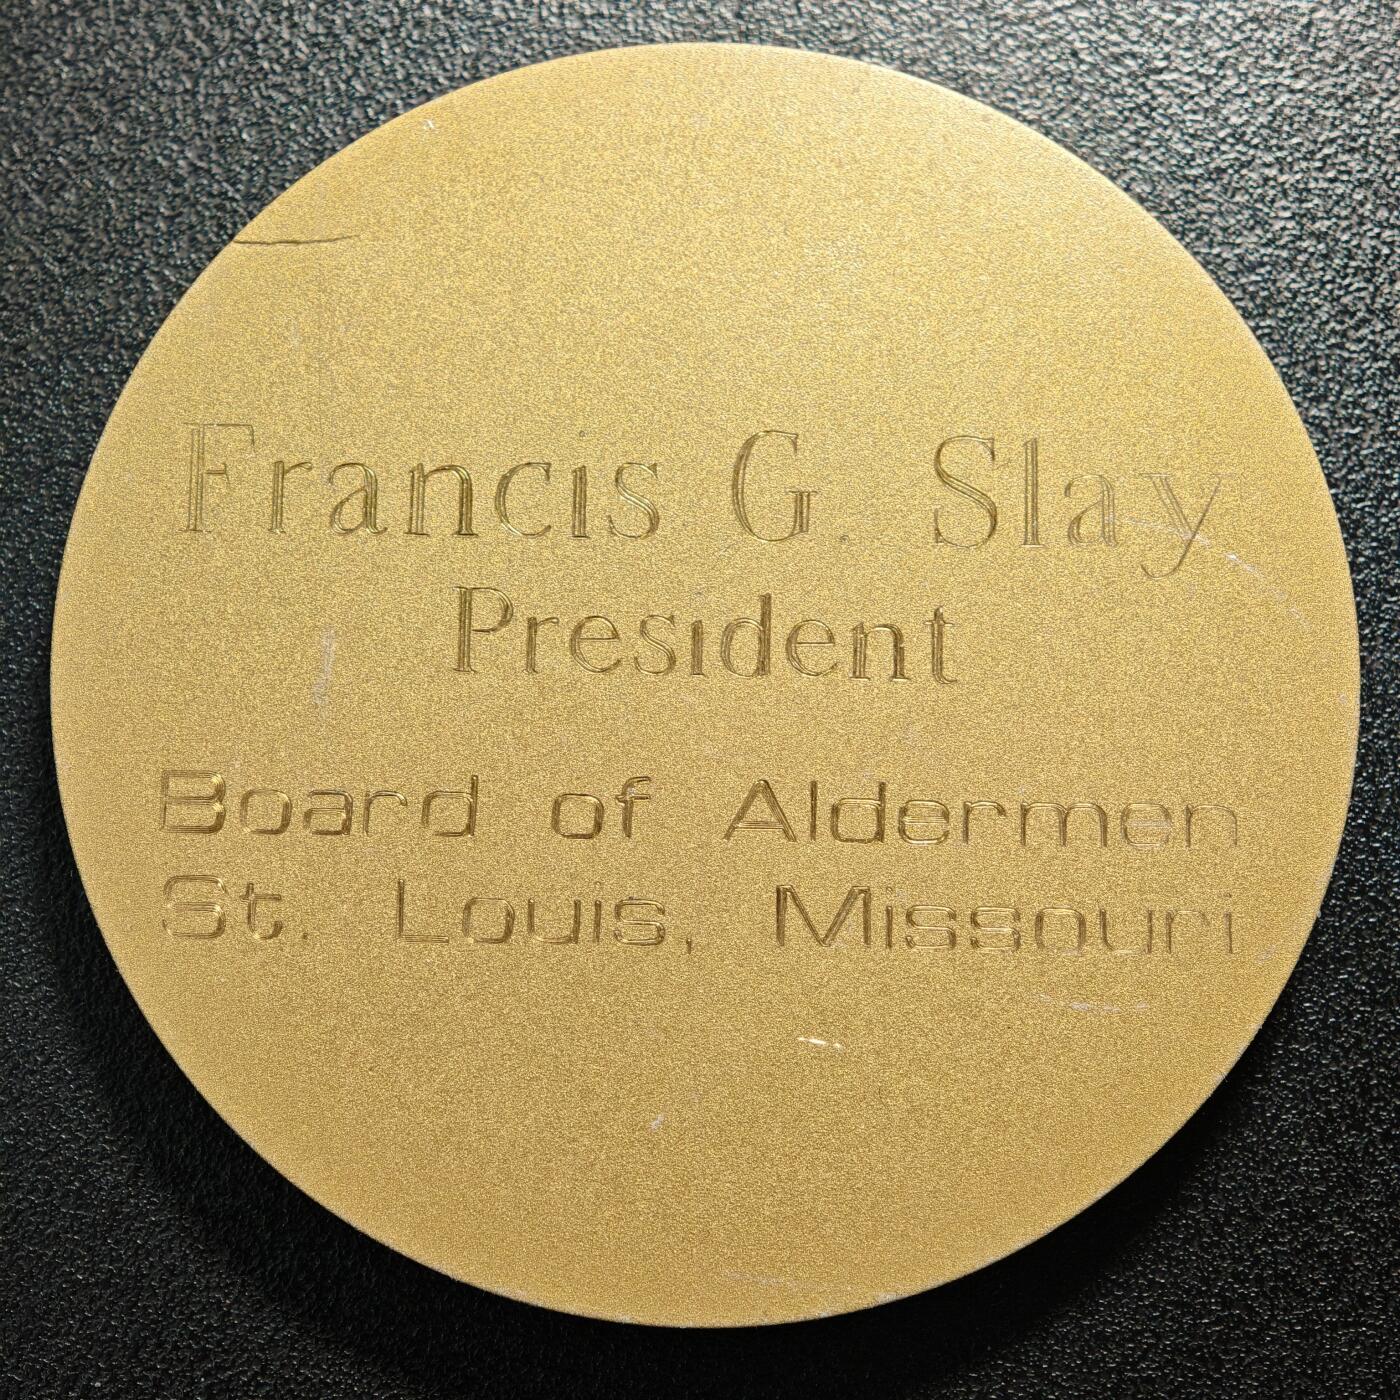 Francis G. Slay
President
Board of Aldermen
St. Louis, Missouri